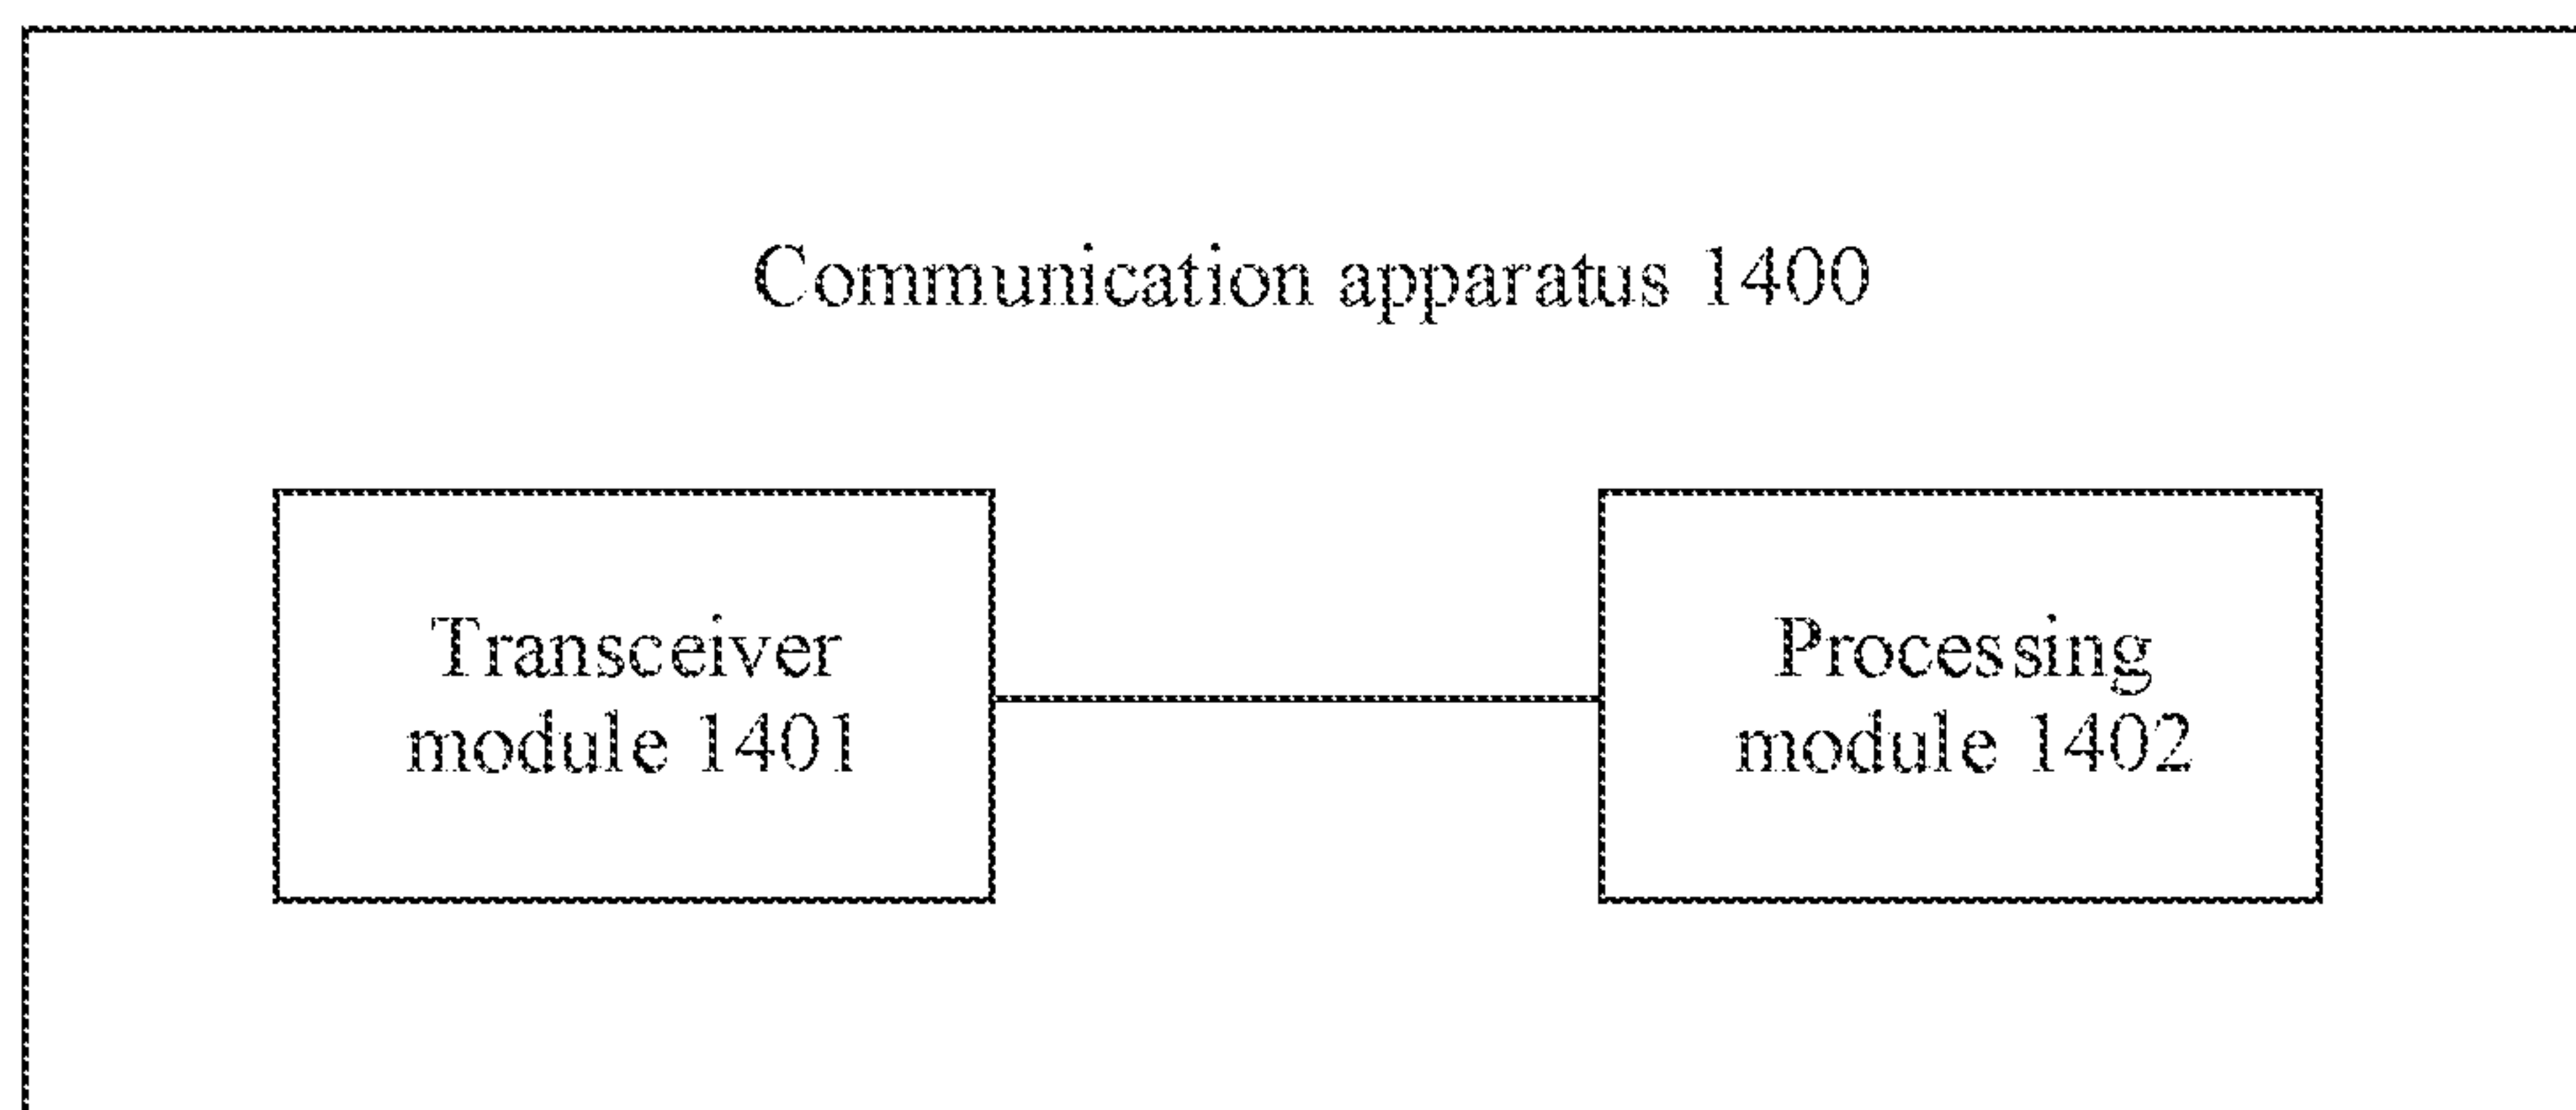 Communication apparatus 1400
Transceiver
module 1401
Processing
module 1402